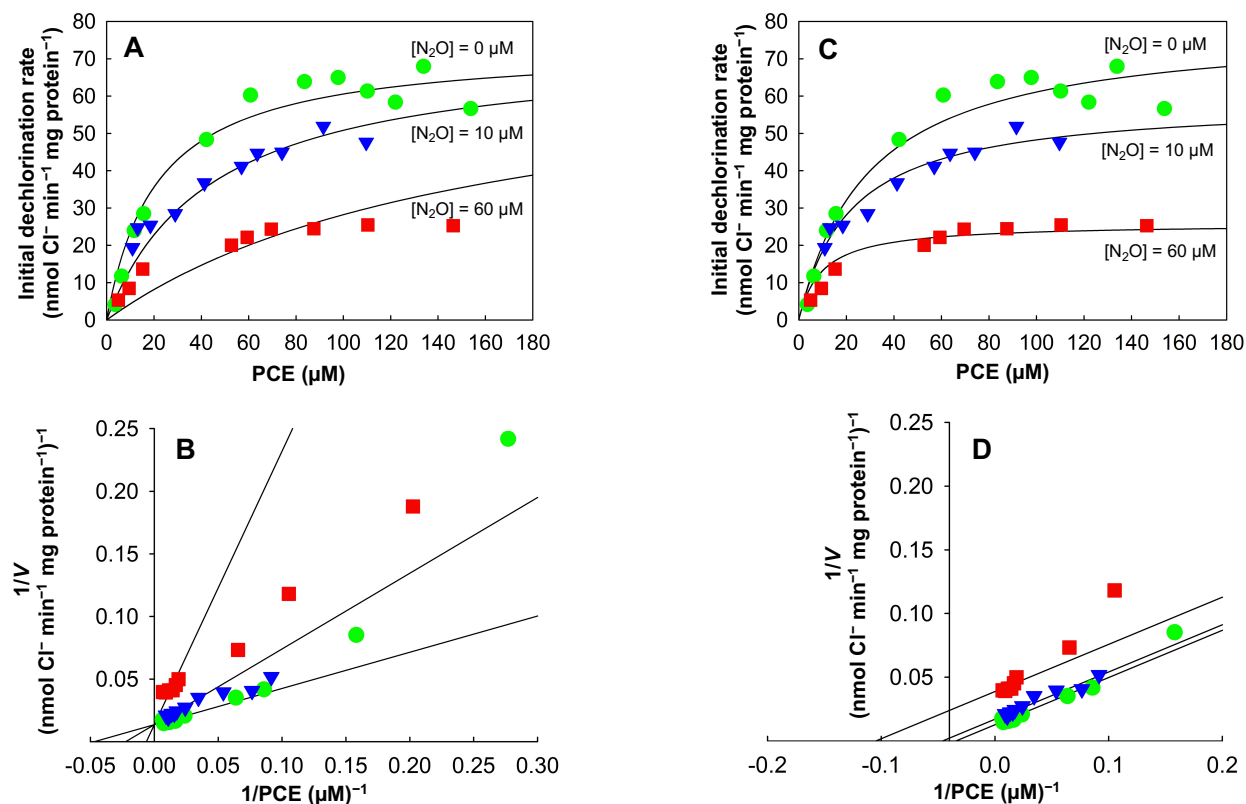 A
Initial dechlorination rate
(nmol Cl⁻ min⁻¹ mg protein⁻¹)
80
70
60
50
40
30
20
10
0
[N₂O] = 0 µM
[N₂O] = 10 µM
[N₂O] = 60 µM
0 20 40 60 80 100 120 140 160 180
PCE (µM)
C
Initial dechlorination rate
(nmol Cl⁻ min⁻¹ mg protein⁻¹)
80
70
60
50
40
30
20
10
0
[N₂O] = 0 µM
[N₂O] = 10 µM
[N₂O] = 60 µM
0 20 40 60 80 100 120 140 160 180
PCE (µM)
B
1/V
(nmol Cl⁻ min⁻¹ mg protein⁻¹)⁻¹
0.25
0.20
0.15
0.10
0.05
-0.05 0.00 0.05 0.10 0.15 0.20 0.25 0.30
1/PCE (µM)⁻¹
D
1/V
(nmol Cl⁻ min⁻¹ mg protein⁻¹)⁻¹
0.25
0.20
0.15
0.10
0.05
-0.2 -0.1 0.0 0.1 0.2
1/PCE (µM)⁻¹